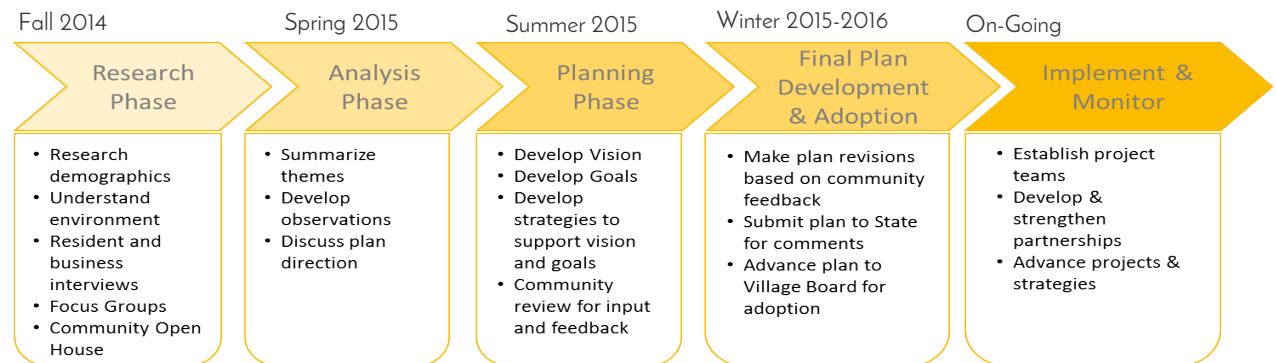 Fall 2014
Spring 2015
Summer 2015
Winter 2015-2016
On-Going
Research
Phase
Analysis
Phase
Planning
Phase
Final Plan
Development
& Adoption
Implement &
Monitor
• Research
demographics
• Understand
environment
• Resident and
business
interviews
• Focus Groups
• Community Open
House
• Summarize
themes
• Develop
observations
• Discuss plan
direction
• Develop Vision
• Develop Goals
• Develop
strategies to
support vision
and goals
• Community
review for input
and feedback
• Make plan revisions
based on community
feedback
• Submit plan to State
for comments
• Advance plan to
Village Board for
adoption
• Establish project
teams
• Develop &
strengthen
partnerships
• Advance projects &
strategies